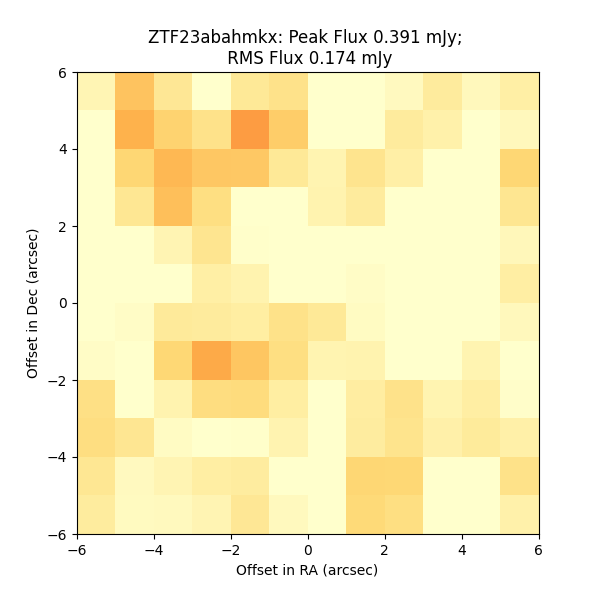 ZTF23abahmkx: Peak Flux 0.391 mJy;
RMS Flux 0.174 mJy
6
4
2
0
−2
−4
−6
Offset in Dec (arcsec)
−6 −4 −2 0 2 4 6
Offset in RA (arcsec)